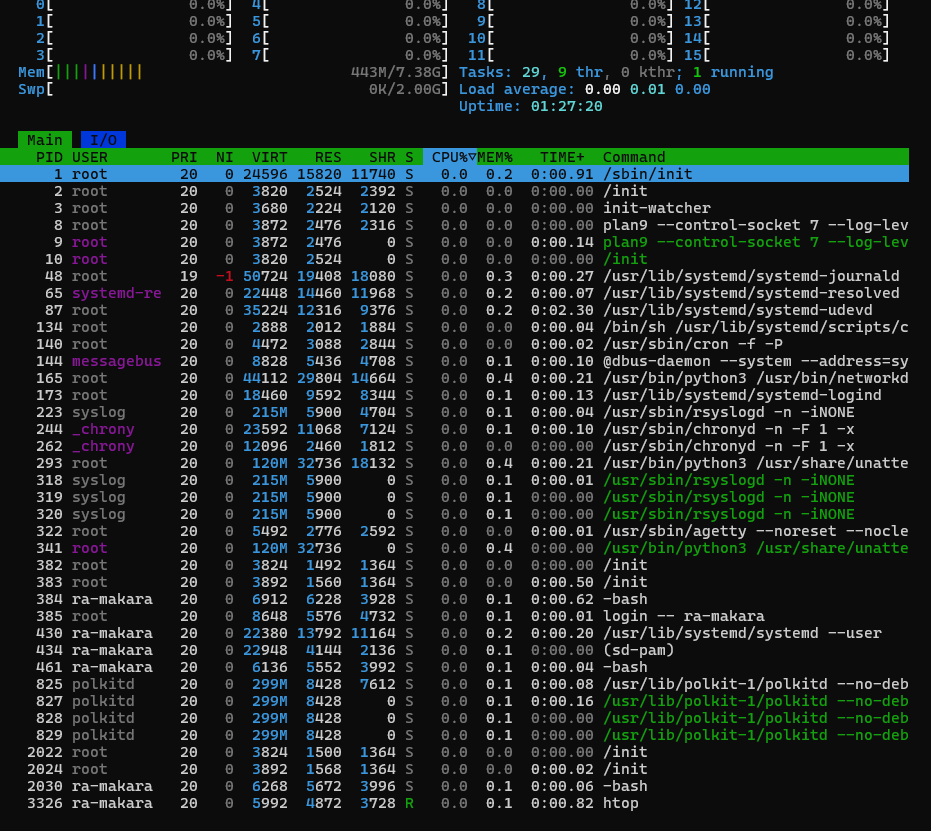 0[ 0.0%] 4[ 0.0%] 8[ 0.0%] 12[ 0.0%]
1[ 0.0%] 5[ 0.0%] 9[ 0.0%] 13[ 0.0%]
2[ 0.0%] 6[ 0.0%] 10[ 0.0%] 14[ 0.0%]
3[ 0.0%] 7[ 0.0%] 11[ 0.0%] 15[ 0.0%]
Mem[|||||||||| 443M/7.38G] Tasks: 29, 9 thr, 0 kthr; 1 running
Swp[ 0K/2.00G] Load average: 0.00 0.01 0.00
Uptime: 01:27:20
Main I/O
PID USER PRI NI VIRT RES SHR S CPU%▽MEM% TIME+ Command
1 root 20 0 24596 15820 11740 S 0.0 0.2 0:00.91 /sbin/init
2 root 20 0 3820 2524 2392 S 0.0 0.0 0:00.00 /init
3 root 20 0 3680 2224 2120 S 0.0 0.0 0:00.00 init-watcher
8 root 20 0 3872 2476 2316 S 0.0 0.0 0:00.00 plan9 --control-socket 7 --log-lev
9 root 20 0 3872 2476 0 S 0.0 0.0 0:00.14 plan9 --control-socket 7 --log-lev
10 root 20 0 3820 2524 0 S 0.0 0.0 0:00.00 /init
48 root 19 -1 50724 19408 18080 S 0.0 0.3 0:00.27 /usr/lib/systemd/systemd-journald
65 systemd-re 20 0 22448 14460 11968 S 0.0 0.2 0:00.07 /usr/lib/systemd/systemd-resolved
87 root 20 0 35224 12316 9376 S 0.0 0.2 0:02.30 /usr/lib/systemd/systemd-udevd
134 root 20 0 2888 2012 1884 S 0.0 0.0 0:00.04 /bin/sh /usr/lib/systemd/scripts/c
140 root 20 0 4472 3088 2844 S 0.0 0.0 0:00.02 /usr/sbin/cron -f -P
144 messagebus 20 0 8828 5436 4708 S 0.0 0.1 0:00.10 @dbus-daemon --system --address=sy
165 root 20 0 44112 29804 14664 S 0.0 0.4 0:00.21 /usr/bin/python3 /usr/bin/networkd
173 root 20 0 18460 9592 8344 S 0.0 0.1 0:00.13 /usr/lib/systemd/systemd-logind
223 syslog 20 0 215M 5900 4704 S 0.0 0.1 0:00.04 /usr/sbin/rsyslogd -n -iNONE
244 _chrony 20 0 23592 11068 7124 S 0.0 0.1 0:00.10 /usr/sbin/chronyd -n -F 1 -x
262 _chrony 20 0 12096 2460 1812 S 0.0 0.0 0:00.00 /usr/sbin/chronyd -n -F 1 -x
293 root 20 0 120M 32736 18132 S 0.0 0.4 0:00.21 /usr/bin/python3 /usr/share/unatte
318 syslog 20 0 215M 5900 0 S 0.0 0.1 0:00.01 /usr/sbin/rsyslogd -n -iNONE
319 syslog 20 0 215M 5900 0 S 0.0 0.1 0:00.00 /usr/sbin/rsyslogd -n -iNONE
320 syslog 20 0 215M 5900 0 S 0.0 0.1 0:00.00 /usr/sbin/rsyslogd -n -iNONE
322 root 20 0 5492 2776 2592 S 0.0 0.0 0:00.01 /usr/sbin/agetty --noreset --nocle
341 root 20 0 120M 32736 0 S 0.0 0.4 0:00.00 /usr/bin/python3 /usr/share/unatte
382 root 20 0 3824 1492 1364 S 0.0 0.0 0:00.00 /init
383 root 20 0 3892 1560 1364 S 0.0 0.0 0:00.50 /init
384 ra-makara 20 0 6912 6228 3928 S 0.0 0.1 0:00.62 -bash
385 root 20 0 8648 5576 4732 S 0.0 0.1 0:00.01 login -- ra-makara
430 ra-makara 20 0 22380 13792 11164 S 0.0 0.2 0:00.20 /usr/lib/systemd/systemd --user
434 ra-makara 20 0 22948 4144 2136 S 0.0 0.1 0:00.00 (sd-pam)
461 ra-makara 20 0 6136 5552 3992 S 0.0 0.1 0:00.04 -bash
825 polkitd 20 0 299M 8428 7612 S 0.0 0.1 0:00.08 /usr/lib/polkit-1/polkitd --no-deb
827 polkitd 20 0 299M 8428 0 S 0.0 0.1 0:00.16 /usr/lib/polkit-1/polkitd --no-deb
828 polkitd 20 0 299M 8428 0 S 0.0 0.1 0:00.00 /usr/lib/polkit-1/polkitd --no-deb
829 polkitd 20 0 299M 8428 0 S 0.0 0.1 0:00.00 /usr/lib/polkit-1/polkitd --no-deb
2022 root 20 0 3824 1500 1364 S 0.0 0.0 0:00.00 /init
2024 root 20 0 3892 1568 1364 S 0.0 0.0 0:00.00 /init
2030 ra-makara 20 0 6268 5672 3996 S 0.0 0.1 0:00.06 -bash
3326 ra-makara 20 0 5992 4872 3728 R 0.0 0.1 0:00.82 htop